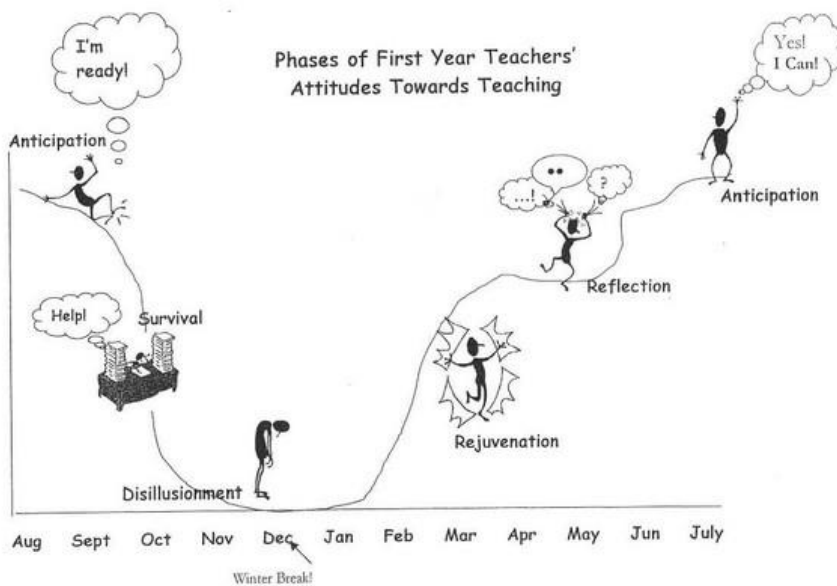 Phases of First Year Teachers'
Attitudes Towards Teaching
I'm
ready!
Anticipation
Help!
Survival
Disillusionment
Rejuvenation
...!
••
?
Reflection
Yes!
I Can!
Anticipation
Aug Sept Oct Nov Dec Jan Feb Mar Apr May Jun July
Winter Break!